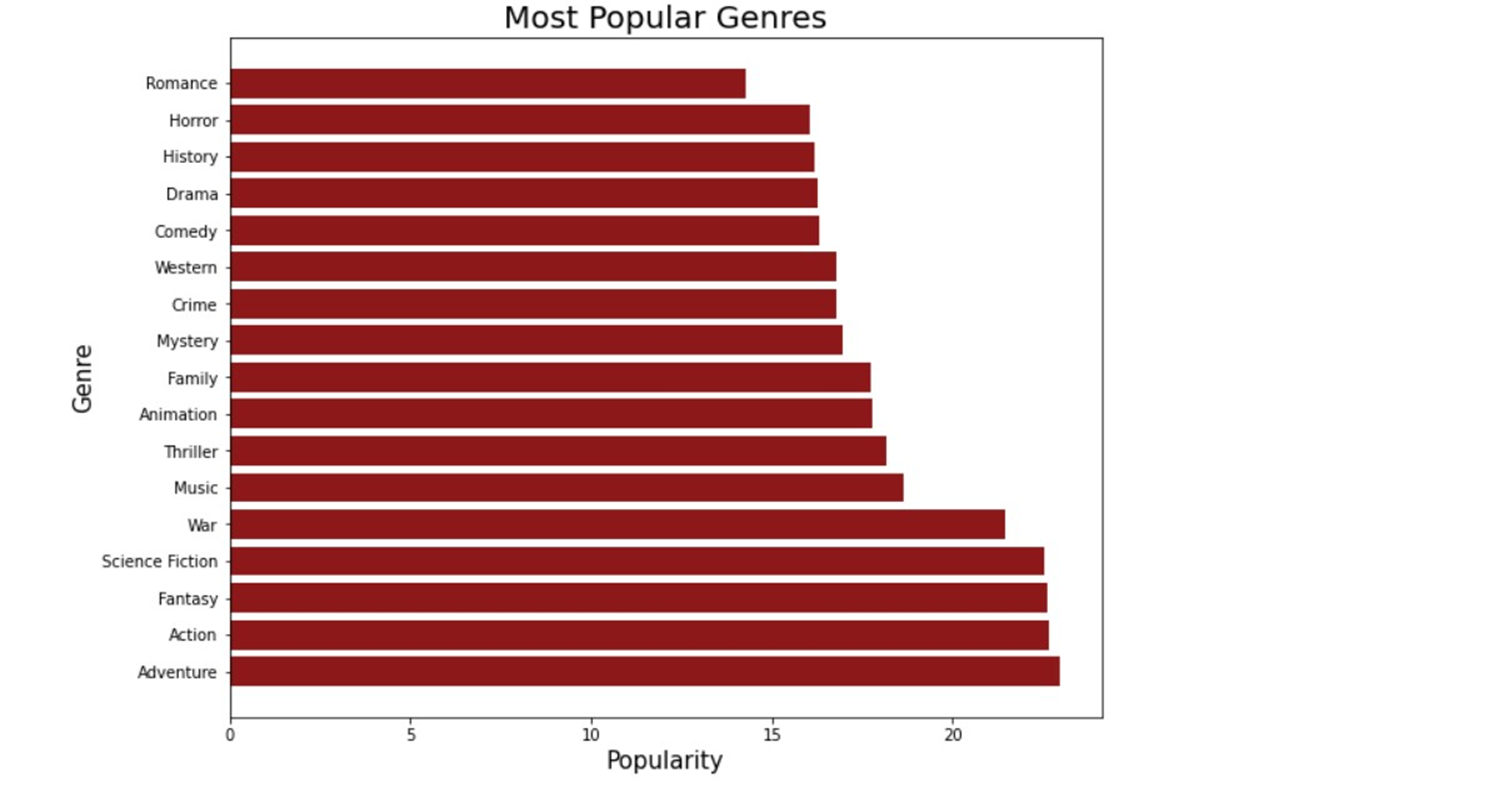 Most Popular Genres
Romance
Horror
History
Drama
Comedy
Western
Crime
Mystery
Family
Animation
Thriller
Music
War
Science Fiction
Fantasy
Action
Adventure
Genre
0 5 10 15 20
Popularity